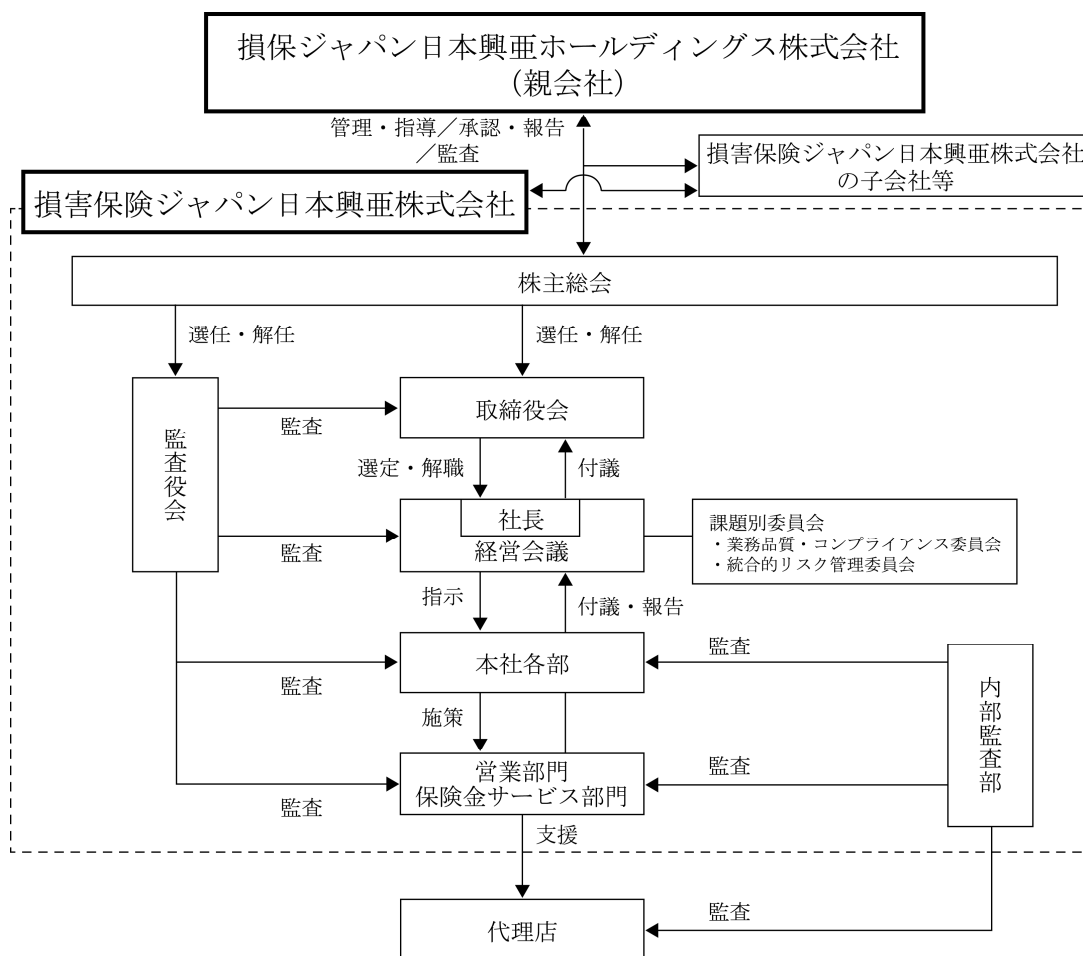 損保ジャパン日本興亜ホールディングス株式会社
（親会社）
管理・指導／承認・報告
／監査
損害保険ジャパン日本興亜株式会社
の子会社等
損害保険ジャパン日本興亜株式会社
株主総会
選任・解任
選任・解任
監査役会
取締役会
監査
選定・解職
付議
社長
経営会議
監査
課題別委員会
・業務品質・コンプライアンス委員会
・統合的リスク管理委員会
指示
付議・報告
本社各部
監査
監査
内部監査部
施策
営業部門
保険金サービス部門
監査
監査
支援
代理店
監査